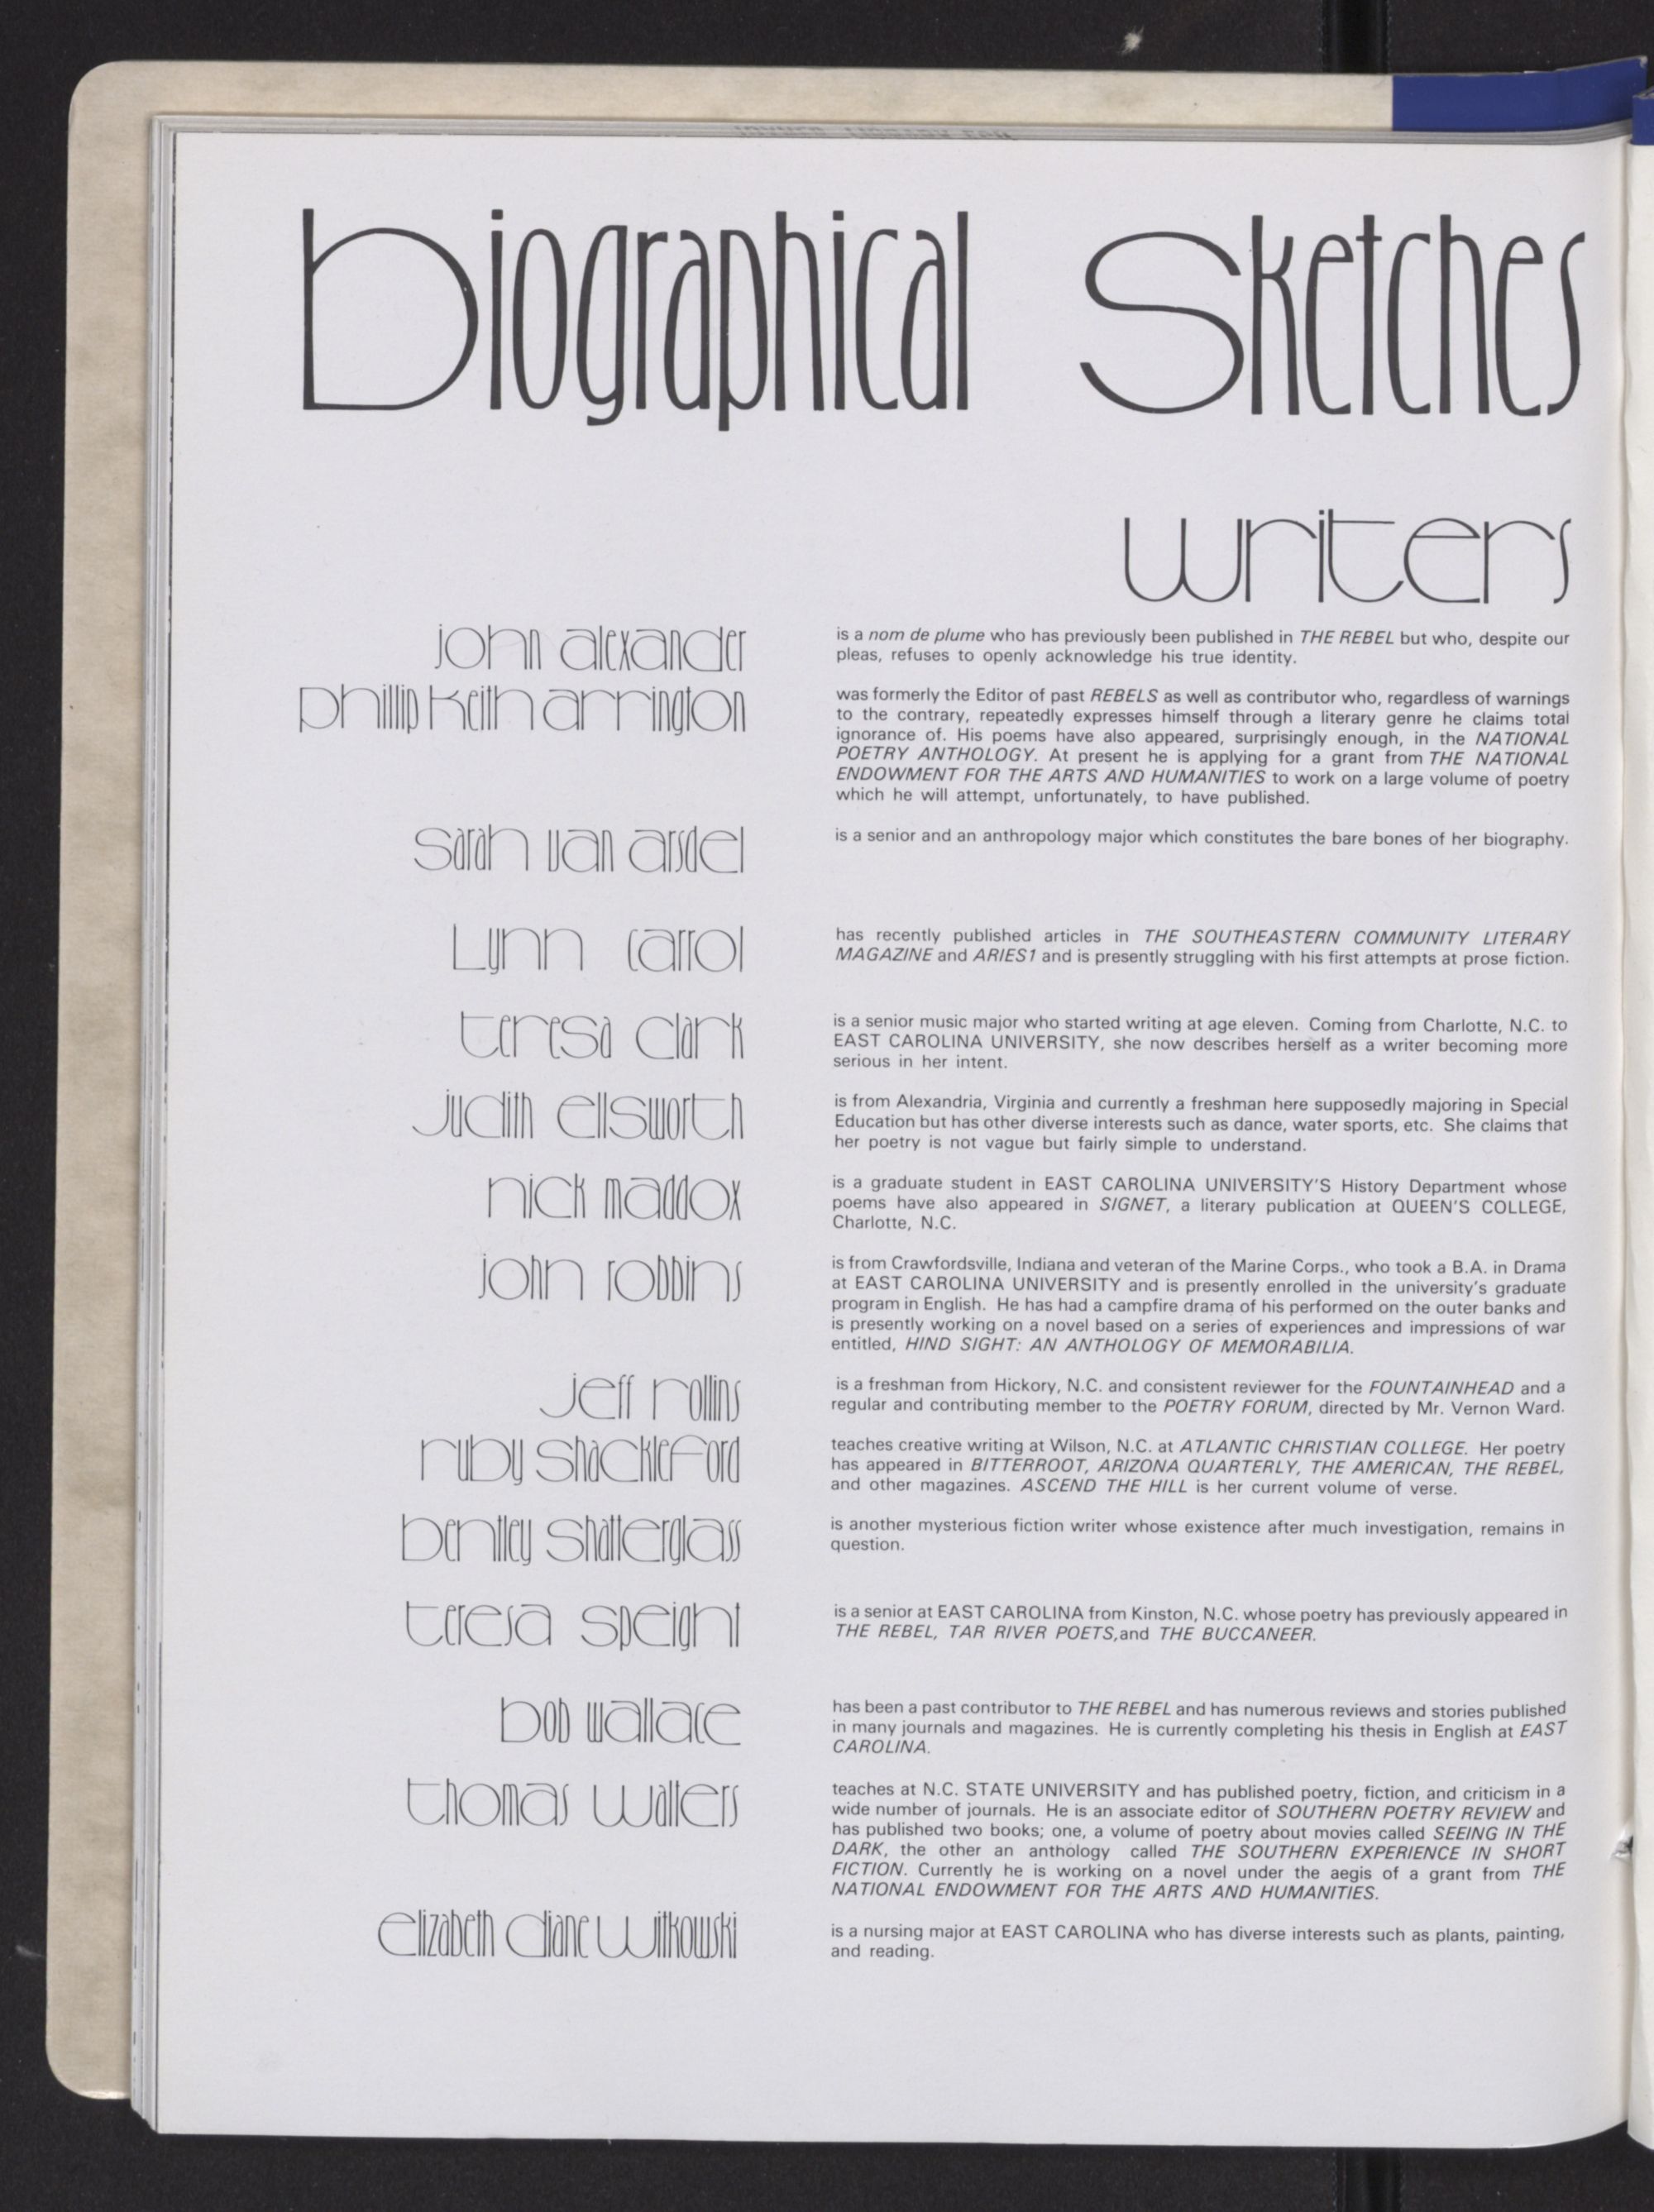 biographical Sketches
writers
john alexander
is a nom de plume who has previously been published in THE REBEL but who, despite our
pleas, refuses to openly acknowledge his true identity.
phillip keith arrington
was formerly the Editor of past REBELS as well as contributor who, regardless of warnings
to the contrary, repeatedly expresses himself through a literary genre he claims total
ignorance of. His poems have also appeared, surprisingly enough, in the NATIONAL
POETRY ANTHOLOGY. At present he is applying for a grant from THE NATIONAL
ENDOWMENT FOR THE ARTS AND HUMANITIES to work on a large volume of poetry
which he will attempt, unfortunately, to have published.
sarah van arsdel
is a senior and an anthropology major which constitutes the bare bones of her biography.
Lynn carrol
has recently published articles in THE SOUTHEASTERN COMMUNITY LITERARY
MAGAZINE and ARIES1 and is presently struggling with his first attempts at prose fiction.
teresa clark
is a senior music major who started writing at age eleven. Coming from Charlotte, N.C. to
EAST CAROLINA UNIVERSITY, she now describes herself as a writer becoming more
serious in her intent.
judith ellsworth
is from Alexandria, Virginia and currently a freshman here supposedly majoring in Special
Education but has other diverse interests such as dance, water sports, etc. She claims that
her poetry is not vague but fairly simple to understand.
nick maddox
is a graduate student in EAST CAROLINA UNIVERSITY'S History Department whose
poems have also appeared in SIGNET, a literary publication at QUEEN'S COLLEGE,
Charlotte, N.C.
john robbins
is from Crawfordsville, Indiana and veteran of the Marine Corps., who took a B.A. in Drama
at EAST CAROLINA UNIVERSITY and is presently enrolled in the university's graduate
program in English. He has had a campfire drama of his performed on the outer banks and
is presently working on a novel based on a series of experiences and impressions of war
entitled, HIND SIGHT: AN ANTHOLOGY OF MEMORABILIA.
jeff rollins
is a freshman from Hickory, N.C. and consistent reviewer for the FOUNTAINHEAD and a
regular and contributing member to the POETRY FORUM, directed by Mr. Vernon Ward.
ruby shackleford
teaches creative writing at Wilson, N.C. at ATLANTIC CHRISTIAN COLLEGE. Her poetry
has appeared in BITTERROOT, ARIZONA QUARTERLY, THE AMERICAN, THE REBEL,
and other magazines. ASCEND THE HILL is her current volume of verse.
bentley shatterglass
is another mysterious fiction writer whose existence after much investigation, remains in
question.
teresa speight
is a senior at EAST CAROLINA from Kinston, N.C. whose poetry has previously appeared in
THE REBEL, TAR RIVER POETS,and THE BUCCANEER.
bob wallace
has been a past contributor to THE REBEL and has numerous reviews and stories published
in many journals and magazines. He is currently completing his thesis in English at EAST
CAROLINA.
thomas walters
teaches at N.C. STATE UNIVERSITY and has published poetry, fiction, and criticism in a
wide number of journals. He is an associate editor of SOUTHERN POETRY REVIEW and
has published two books; one, a volume of poetry about movies called SEEING IN THE
DARK, the other an anthology called THE SOUTHERN EXPERIENCE IN SHORT
FICTION. Currently he is working on a novel under the aegis of a grant from THE
NATIONAL ENDOWMENT FOR THE ARTS AND HUMANITIES.
elizabeth diane witkowski
is a nursing major at EAST CAROLINA who has diverse interests such as plants, painting,
and reading.